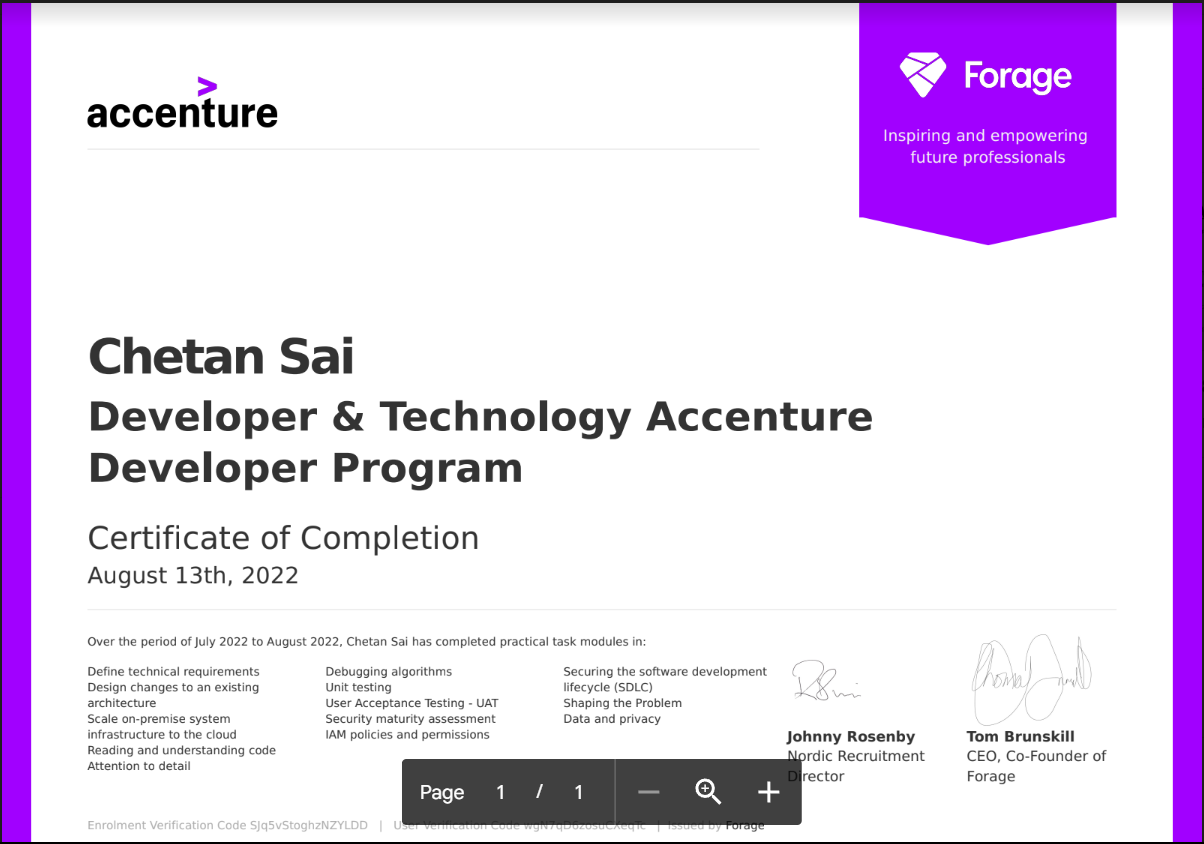 accenture
Forage
Inspiring and empowering
future professionals
Chetan Sai
Developer & Technology Accenture
Developer Program
Certificate of Completion
August 13th, 2022
Over the period of July 2022 to August 2022, Chetan Sai has completed practical task modules in:
Define technical requirements
Design changes to an existing
architecture
Scale on-premise system
infrastructure to the cloud
Reading and understanding code
Attention to detail
Debugging algorithms
Unit testing
User Acceptance Testing - UAT
Security maturity assessment
IAM policies and permissions
Securing the software development
lifecycle (SDLC)
Shaping the Problem
Data and privacy
Johnny Rosenby
Nordic Recruitment
Director
Tom Brunskill
CEO, Co-Founder of
Forage
Page 1 / 1
Enrolment Verification Code SJq5vStoghzNZYLDD | User Verification Code wgN7qD6zosuCXeqTc | Issued by Forage